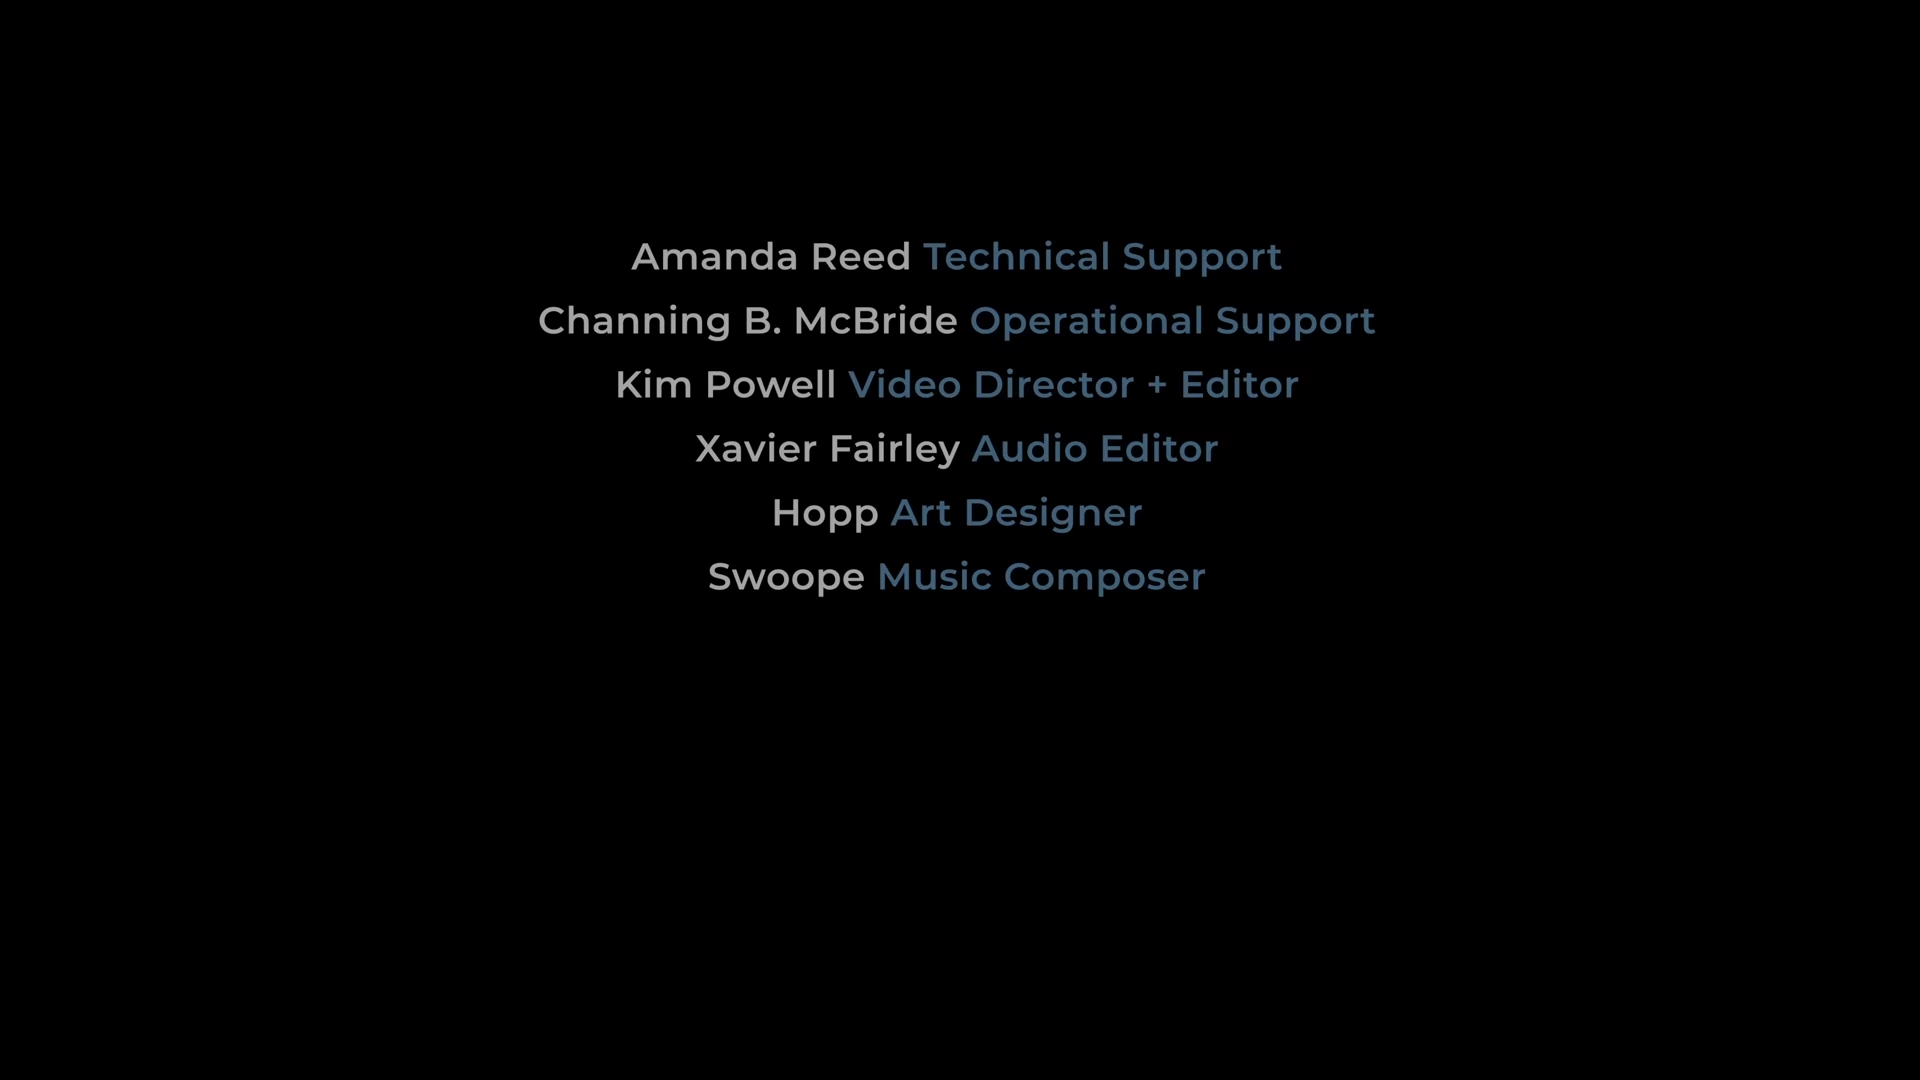 Amanda Reed Technical Support
Channing B. McBride Operational Support
Kim Powell Video Director + Editor
Xavier Fairley Audio Editor
Hopp Art Designer
Swoope Music Composer